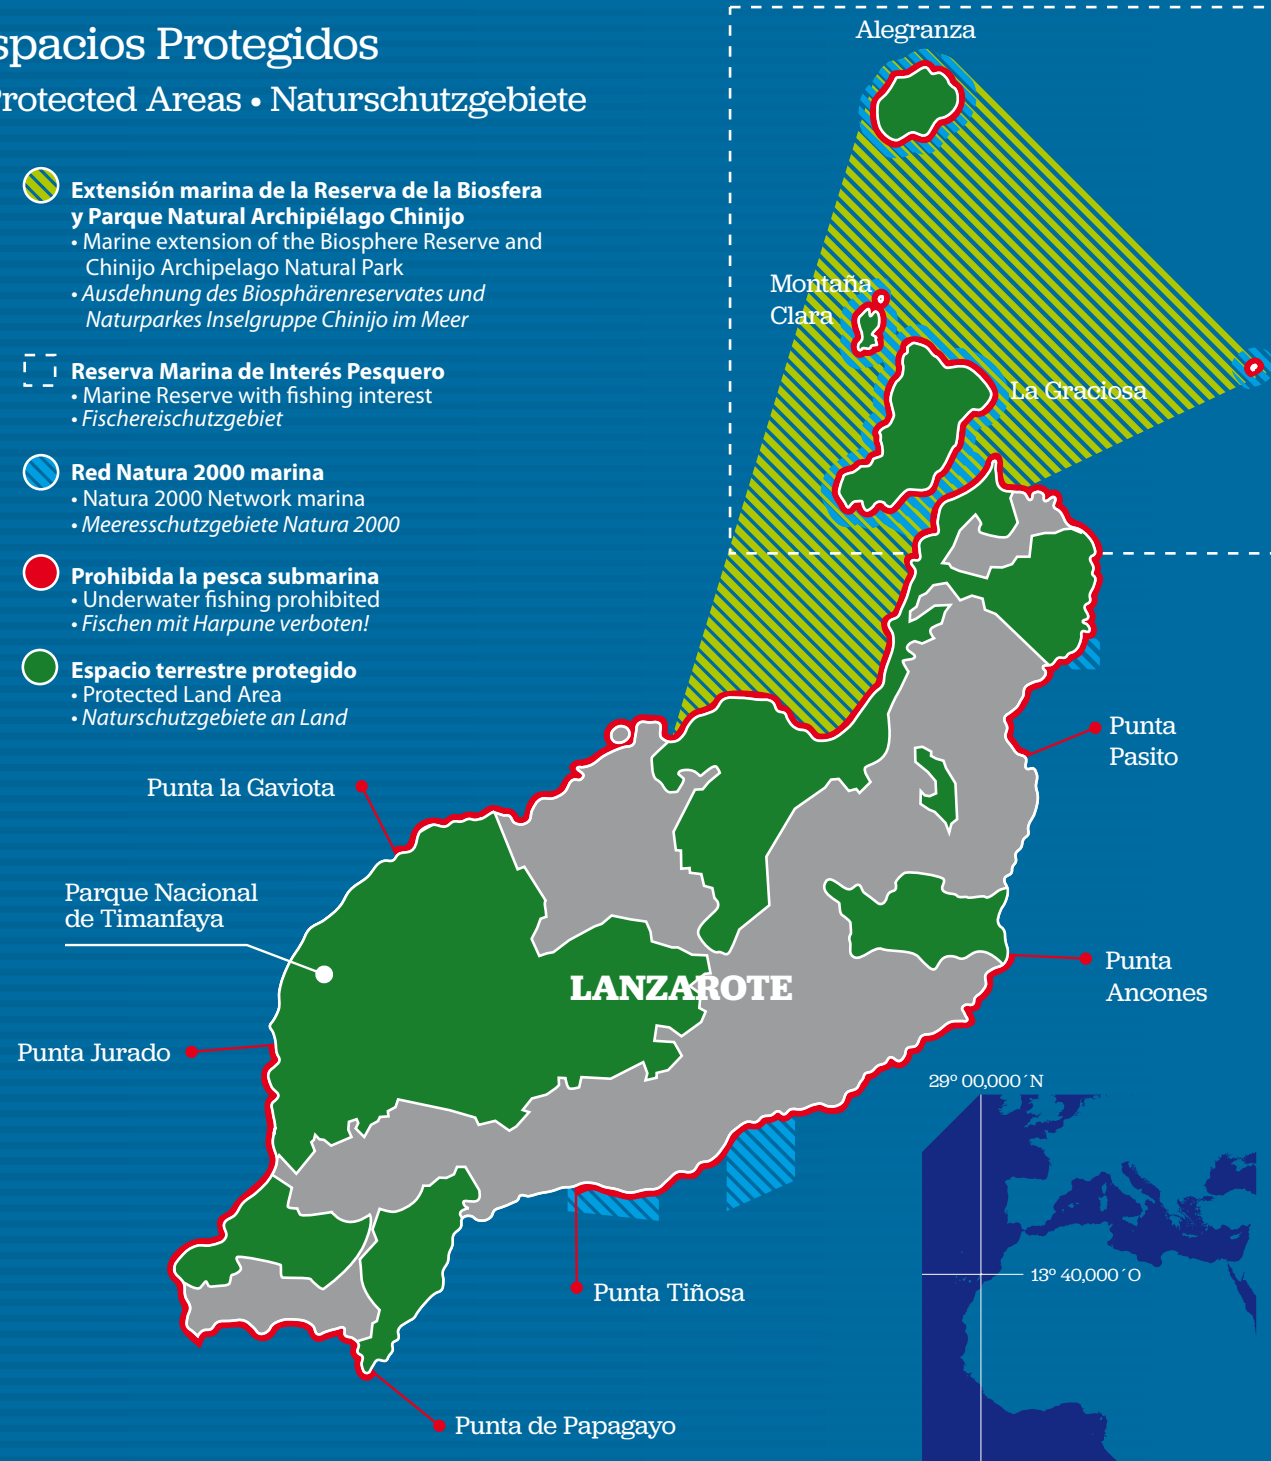 spacios Protegidos
rotected Areas • Naturschutzgebiete
Extensión marina de la Reserva de la Biosfera
y Parque Natural Archipiélago Chinijo
• Marine extension of the Biosphere Reserve and
Chinijo Archipelago Natural Park
• Ausdehnung des Biosphärenreservates und
Naturparkes Inselgruppe Chinijo im Meer
Reserva Marina de Interés Pesquero
• Marine Reserve with fishing interest
• Fischereischutzgebiet
Red Natura 2000 marina
• Natura 2000 Network marina
• Meeresschutzgebiete Natura 2000
Prohibida la pesca submarina
• Underwater fishing prohibited
• Fischen mit Harpune verboten!
Espacio terrestre protegido
• Protected Land Area
• Naturschutzgebiete an Land
Alegranza
Montaña
Clara
La Graciosa
Punta
Pasito
Punta la Gaviota
Parque Nacional
de Timanfaya
LANZAROTE
Punta
Ancones
Punta Jurado
29º 00,000´N
13º 40,000´O
Punta Tiñosa
Punta de Papagayo